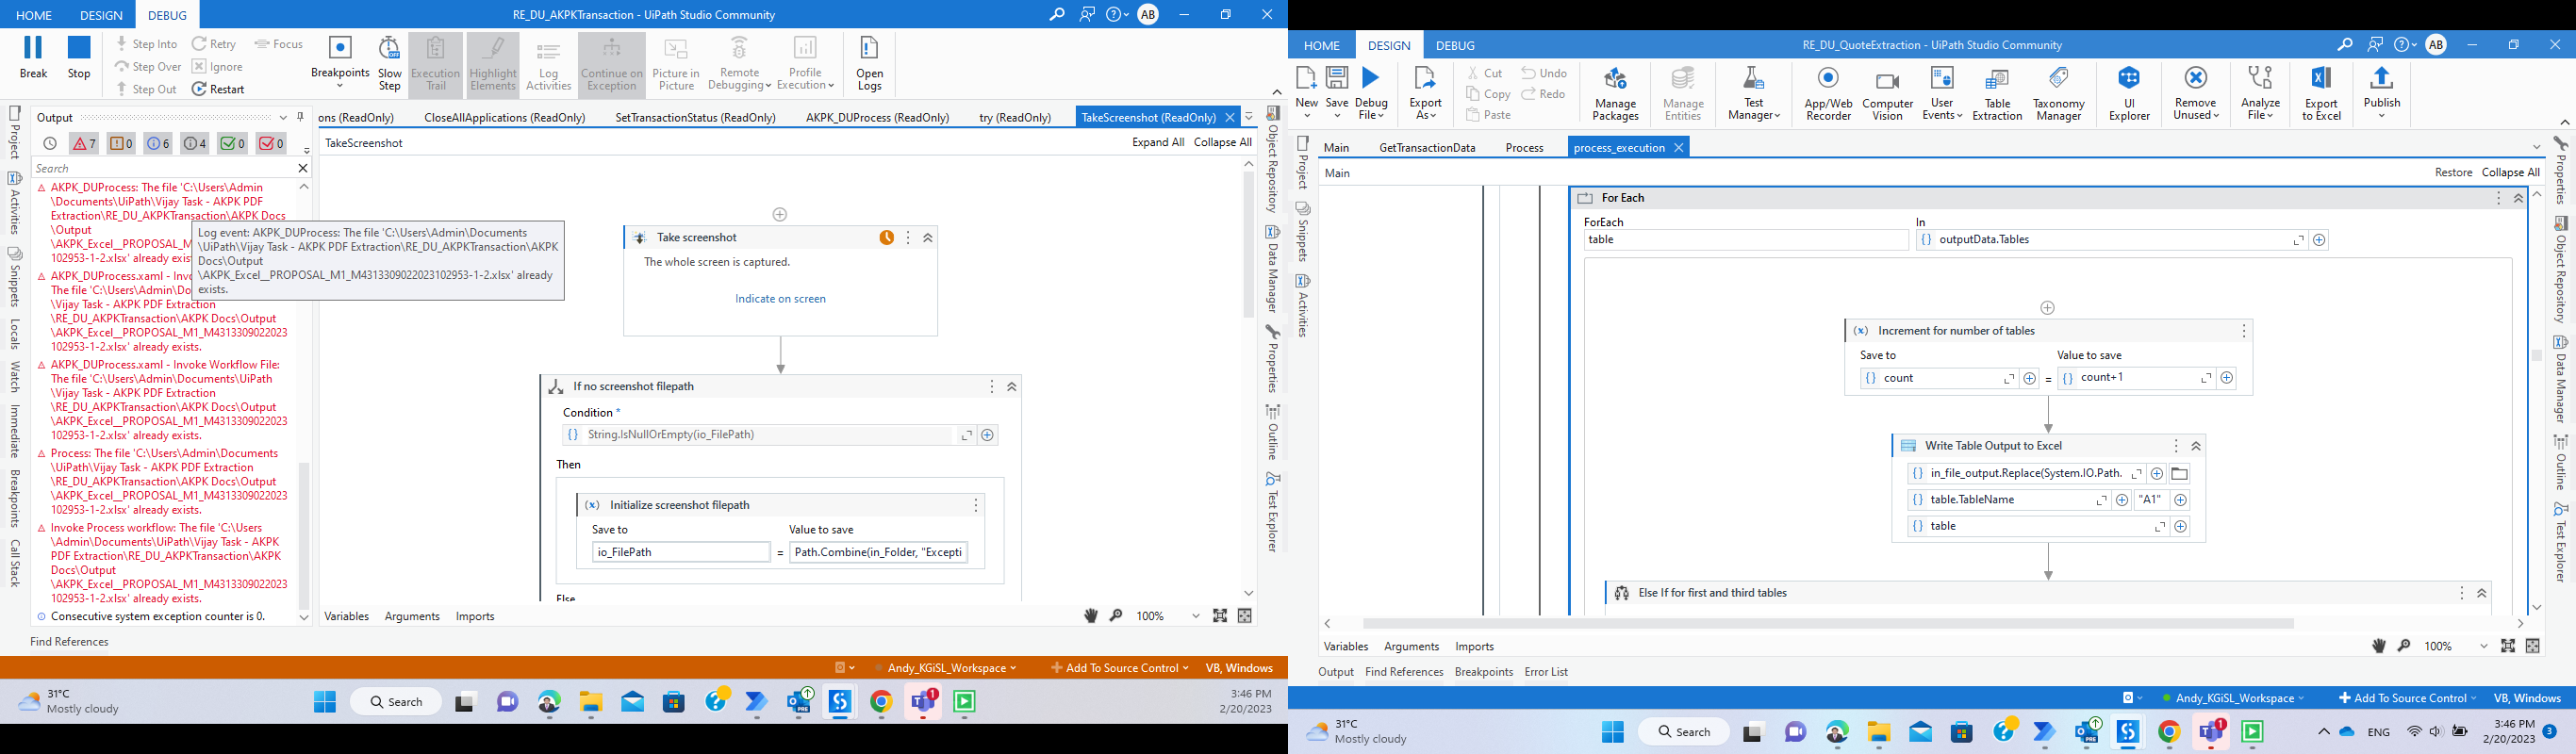 HOME DESIGN DEBUG
RE_DU_AKPKTransaction - UiPath Studio Community
AB
Break
Stop
Step Into
Step Over
Step Out
Retry
Ignore
Restart
Focus
Breakpoints
Slow
Step
Execution
Trail
Highlight
Elements
Log
Activities
Continue on
Exception
Picture in
Picture
Remote
Debugging
Profile
Execution
Open
Logs
Project
Activities
Snippets
Locals
Watch
Immediate
Breakpoints
Call Stack
Output
7 0 6 4 0 0
Search
AKPK_DUProcess: The file 'C:\Users\Admin
\Documents\UiPath\Vijay Task - AKPK PDF
Extraction\RE_DU_AKPKTransaction\AKPK Docs
\Output
\AKPK_Excel__PROPOSAL_M
102953-1-2.xlsx' already exis
AKPK_DUProcess.xaml - Invo
The file 'C:\Users\Admin\Do
\Vijay Task - AKPK PDF Extraction
\RE_DU_AKPKTransaction\AKPK Docs\Output
\AKPK_Excel__PROPOSAL_M1_M4313309022023
102953-1-2.xlsx' already exists.
AKPK_DUProcess.xaml - Invoke Workflow File:
The file 'C:\Users\Admin\Documents\UiPath
\Vijay Task - AKPK PDF Extraction
\RE_DU_AKPKTransaction\AKPK Docs\Output
\AKPK_Excel__PROPOSAL_M1_M4313309022023
102953-1-2.xlsx' already exists.
Process: The file 'C:\Users\Admin\Documents
\UiPath\Vijay Task - AKPK PDF Extraction
\RE_DU_AKPKTransaction\AKPK Docs\Output
\AKPK_Excel__PROPOSAL_M1_M4313309022023
102953-1-2.xlsx' already exists.
Invoke Process workflow: The file 'C:\Users
\Admin\Documents\UiPath\Vijay Task - AKPK
PDF Extraction\RE_DU_AKPKTransaction\AKPK
Docs\Output
\AKPK_Excel__PROPOSAL_M1_M4313309022023
102953-1-2.xlsx' already exists.
Consecutive system exception counter is 0.
Find References
Log event: AKPK_DUProcess: The file 'C:\Users\Admin\Documents
\UiPath\Vijay Task - AKPK PDF Extraction\RE_DU_AKPKTransaction\AKPK
Docs\Output
\AKPK_Excel__PROPOSAL_M1_M4313309022023102953-1-2.xlsx' already
exists.
ons (ReadOnly) CloseAllApplications (ReadOnly) SetTransactionStatus (ReadOnly) AKPK_DUProcess (ReadOnly) try (ReadOnly) TakeScreenshot (ReadOnly)
TakeScreenshot
Expand All Collapse All
Take screenshot
The whole screen is captured.
Indicate on screen
If no screenshot filepath
Condition *
String.IsNullOrEmpty(io_FilePath)
Then
Initialize screenshot filepath
Save to Value to save
io_FilePath = Path.Combine(in_Folder, "Excepti
Else
Variables Arguments Imports
100%
Object Repository
Data Manager
Properties
Outline
Test Explorer
Andy_KGiSL_Workspace
Add To Source Control
VB, Windows
31°C
Mostly cloudy
Search
PRE
1
3:46 PM
2/20/2023
HOME DESIGN DEBUG
RE_DU_QuoteExtraction - UiPath Studio Community
AB
New
Save
Debug
File
Export
As
Cut
Copy
Paste
Undo
Redo
Manage
Packages
Manage
Entities
Test
Manager
App/Web
Recorder
Computer
Vision
User
Events
Table
Extraction
Taxonomy
Manager
UI
Explorer
Remove
Unused
Analyze
File
Export
to Excel
Publish
Project
Snippets
Activities
Main GetTransactionData Process process_execution
Main
Restore Collapse All
For Each
ForEach In
table outputData.Tables
Increment for number of tables
Save to Value to save
count = count+1
Write Table Output to Excel
in_file_output.Replace(System.IO.Path.
table.TableName "A1"
table
Else If for first and third tables
Variables Arguments Imports
100%
Output Find References Breakpoints Error List
Properties
Object Repository
Data Manager
Outline
Test Explorer
Andy_KGiSL_Workspace
Add To Source Control
VB, Windows
31°C
Mostly cloudy
Search
PRE
1
ENG
3:46 PM
2/20/2023
3